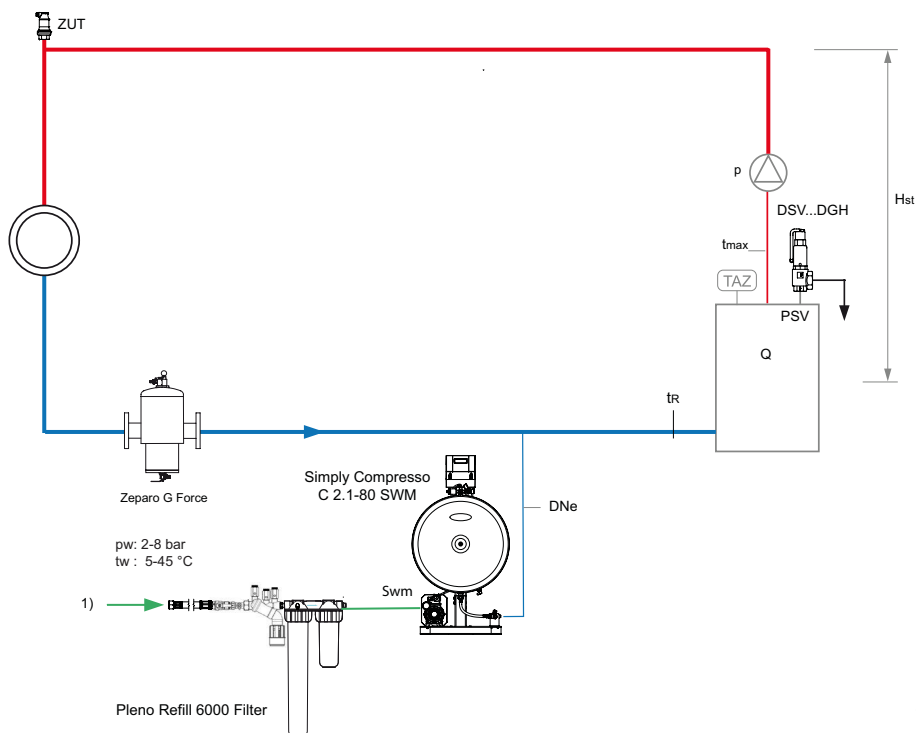 ZUT
p
Hst
DSV...DGH
tmax
TAZ
PSV
Q
tR
Simply Compresso
C 2.1-80 SWM
Zeparo G Force
DNe
pw: 2-8 bar
tw : 5-45 °C
Swm
1)
Pleno Refill 6000 Filter